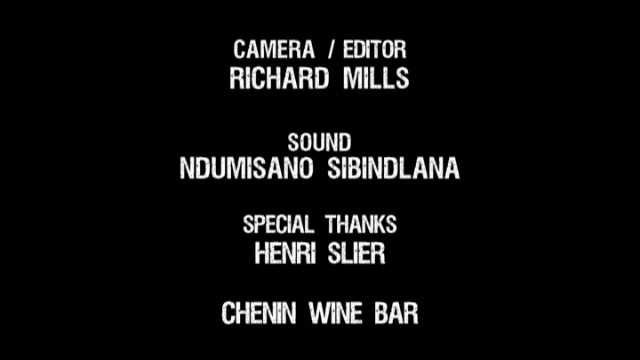 CAMERA / EDITOR
RICHARD MILLS
SOUND
NDUMISANO SIBINDLANA
SPECIAL THANKS
HENRI SLIER
CHENIN WINE BAR